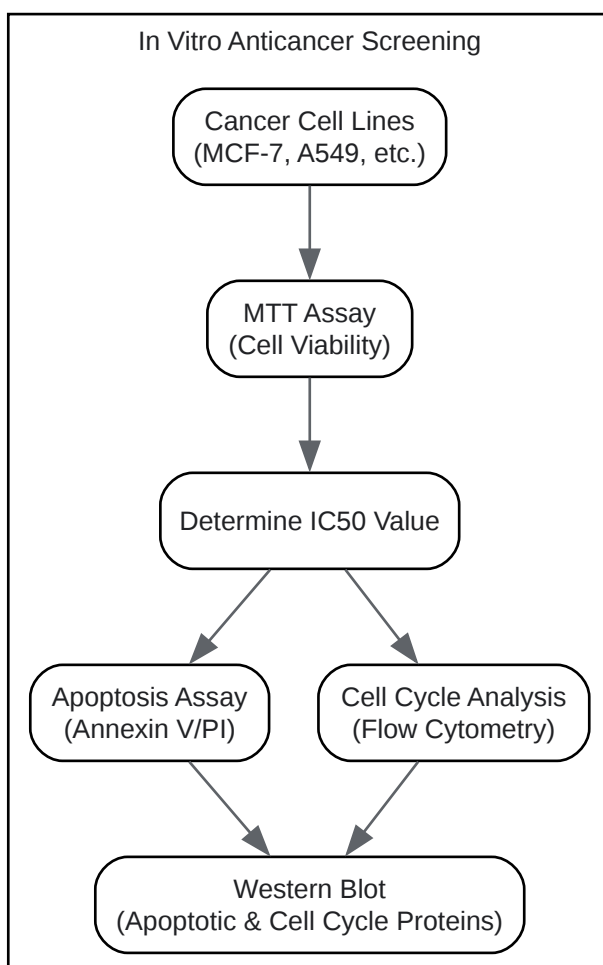 In Vitro Anticancer Screening
Cancer Cell Lines
(MCF-7, A549, etc.)
MTT Assay
(Cell Viability)
Determine IC50 Value
Apoptosis Assay
(Annexin V/PI)
Cell Cycle Analysis
(Flow Cytometry)
Western Blot
(Apoptotic & Cell Cycle Proteins)